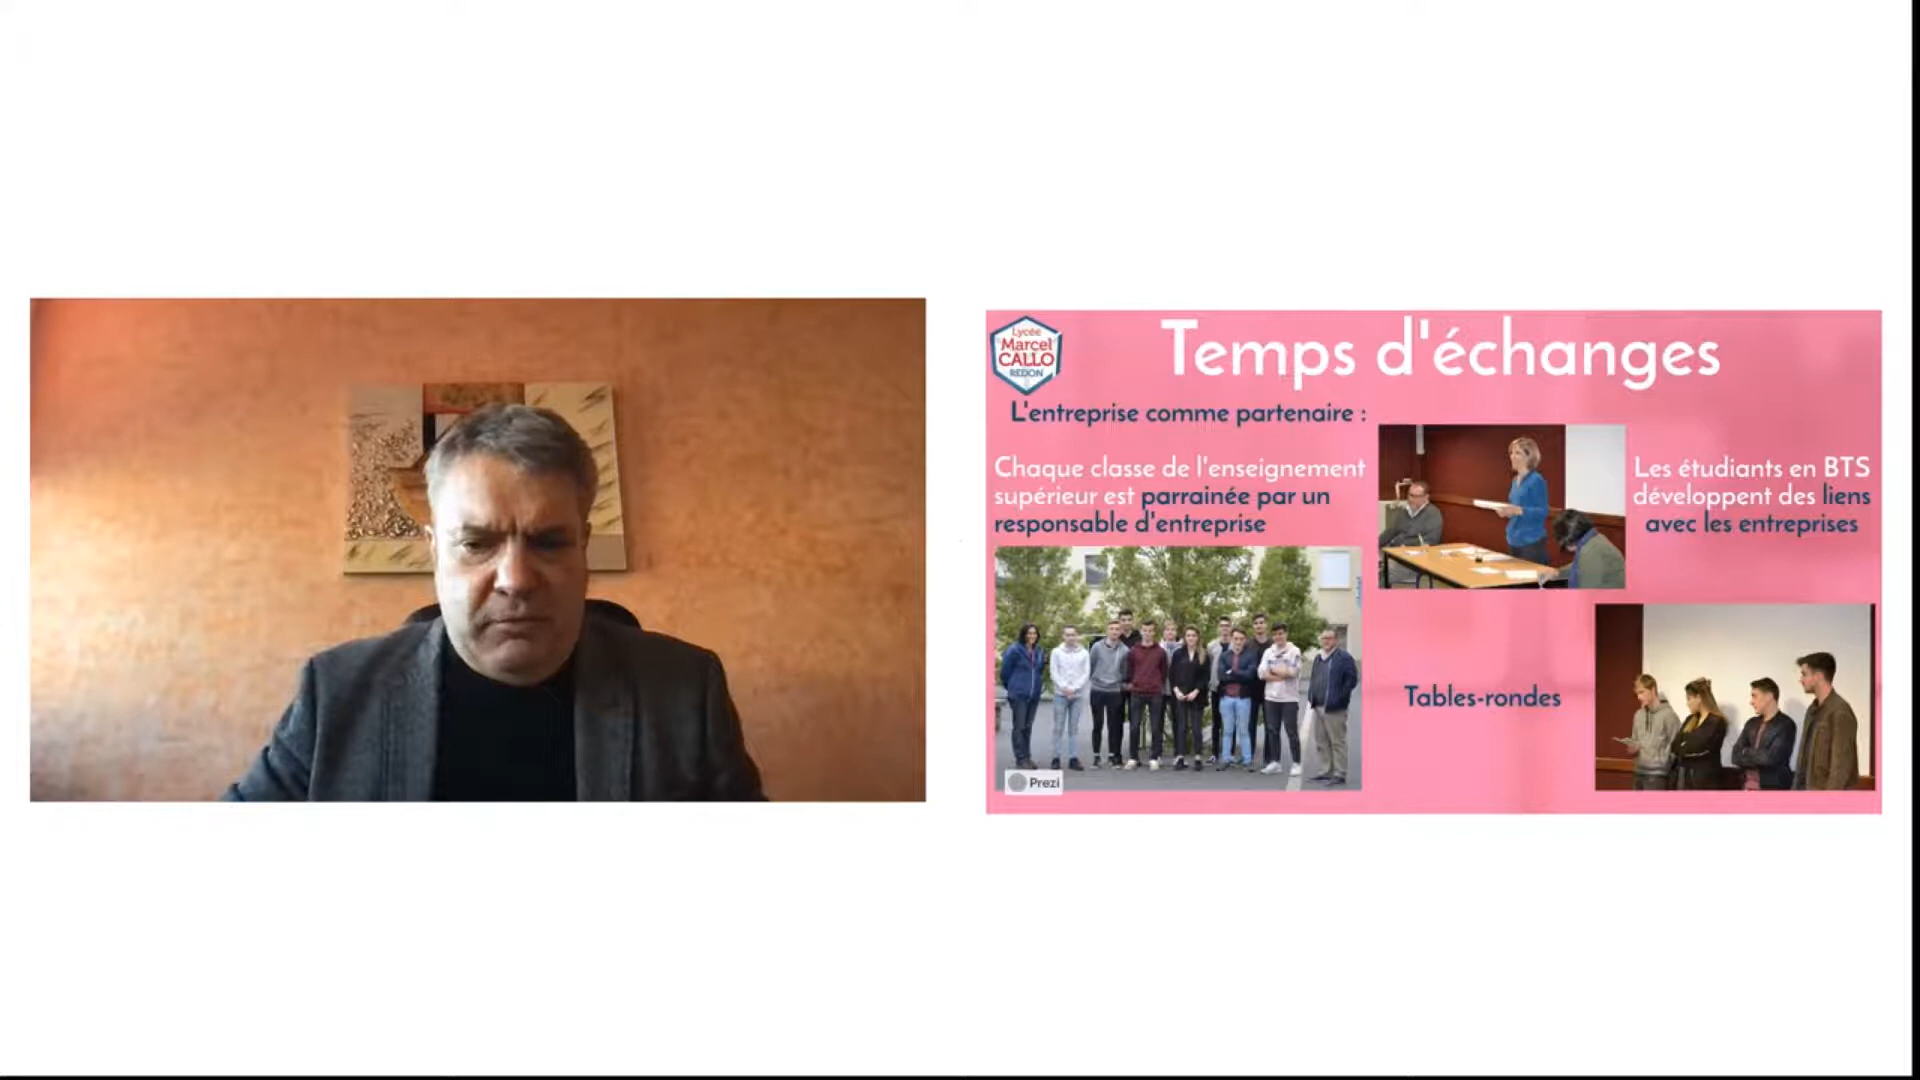 Lycée
Marcel
CALLO
REDON
Temps d'échanges
L'entreprise comme partenaire :
Chaque classe de l'enseignement
supérieur est parrainée par un
responsable d'entreprise
Les étudiants en BTS
développent des liens
avec les entreprises
Tables-rondes
Prezi